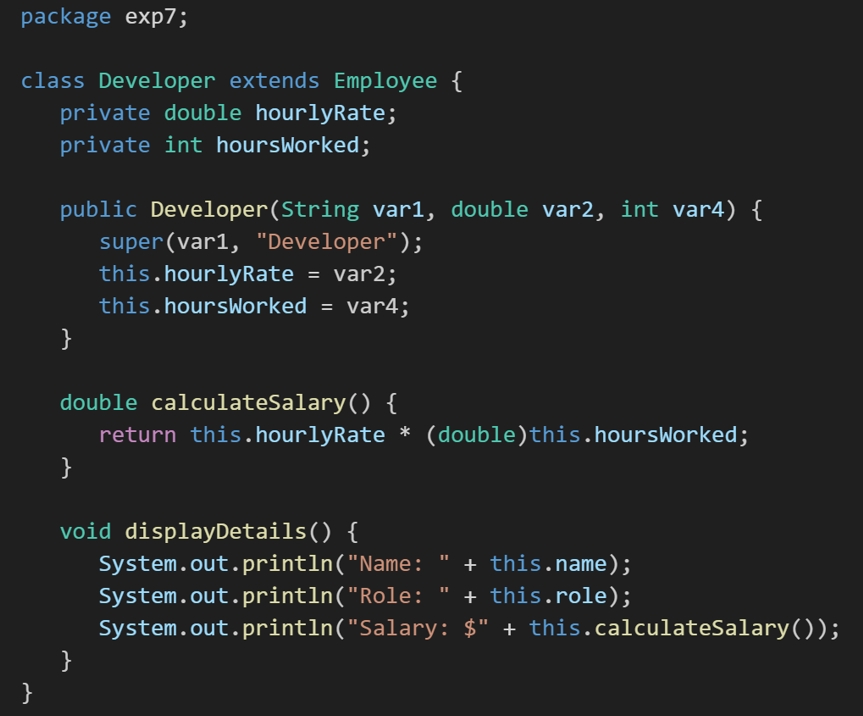 package exp7;

class Developer extends Employee {
   private double hourlyRate;
   private int hoursWorked;

   public Developer(String var1, double var2, int var4) {
      super(var1, "Developer");
      this.hourlyRate = var2;
      this.hoursWorked = var4;
   }

   double calculateSalary() {
      return this.hourlyRate * (double)this.hoursWorked;
   }

   void displayDetails() {
      System.out.println("Name: " + this.name);
      System.out.println("Role: " + this.role);
      System.out.println("Salary: $" + this.calculateSalary());
   }
}